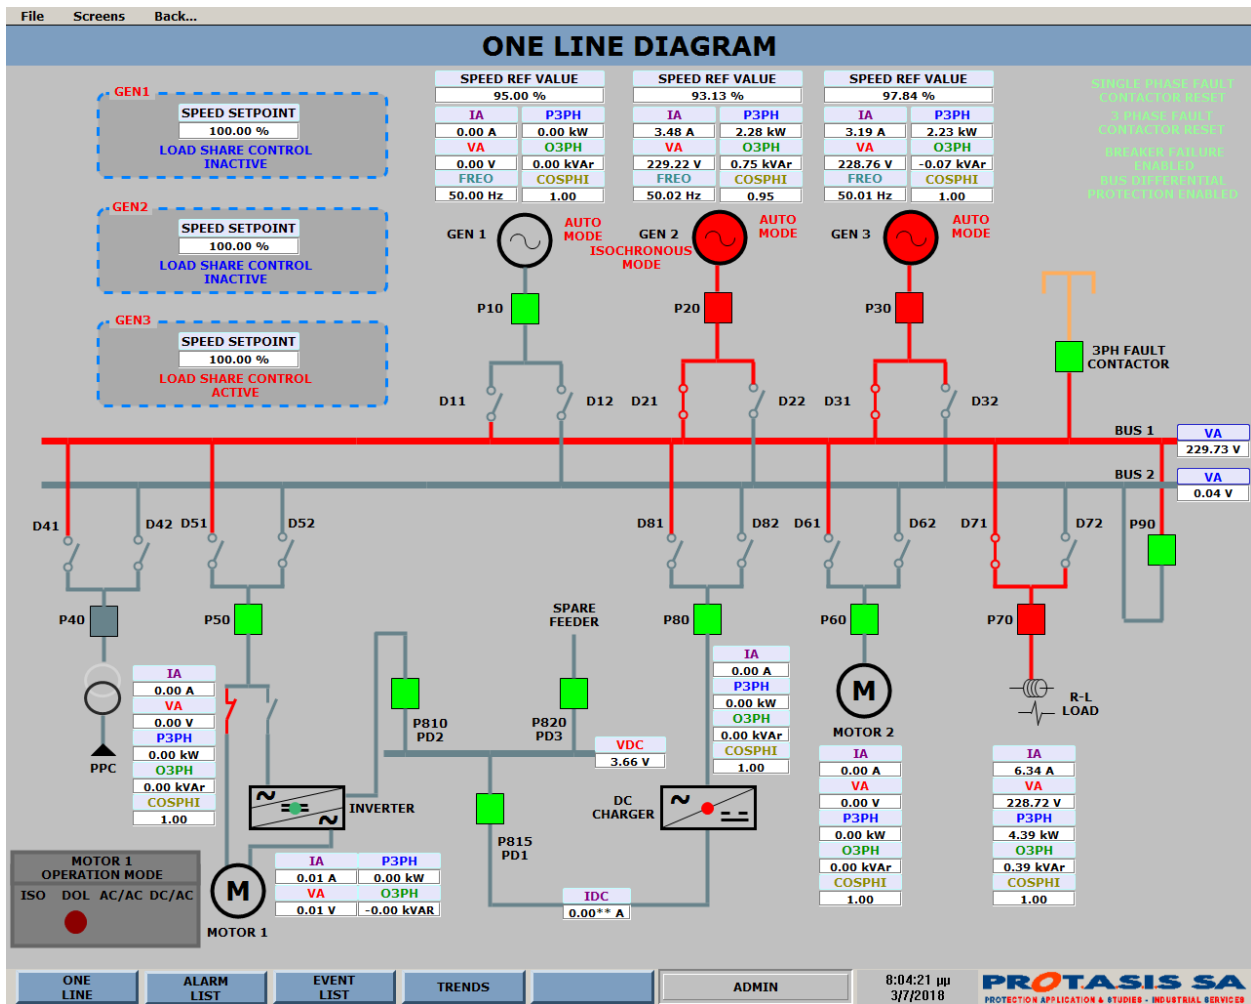 File Screens Back...
ONE LINE DIAGRAM
SPEED REF VALUE SPEED REF VALUE SPEED REF VALUE
95.00 % 93.13 % 97.84 %
IA P3PH IA P3PH IA P3PH
0.00 A 0.00 kW 3.48 A 2.28 kW 3.19 A 2.23 kW
VA O3PH VA O3PH VA O3PH
0.00 V 0.00 kVAr 229.22 V 0.75 kVAr 228.76 V -0.07 kVAr
FREO COSPHI FREO COSPHI FREO COSPHI
50.00 Hz 1.00 50.02 Hz 0.95 50.01 Hz 1.00
SINGLE PHASE FAULT
CONTACTOR RESET
3 PHASE FAULT
CONTACTOR RESET
BREAKER FAILURE
ENABLED
BUS DIFFERENTIAL
PROTECTION ENABLED
GEN1
SPEED SETPOINT
100.00 %
LOAD SHARE CONTROL
INACTIVE
GEN2
SPEED SETPOINT
100.00 %
LOAD SHARE CONTROL
INACTIVE
GEN3
SPEED SETPOINT
100.00 %
LOAD SHARE CONTROL
ACTIVE
GEN 1 AUTO
MODE
GEN 2 AUTO
MODE
ISOCHRONOUS
MODE
GEN 3 AUTO
MODE
P10 P20 P30
3PH FAULT
CONTACTOR
D11 D12 D21 D22 D31 D32
BUS 1 VA
229.73 V
BUS 2 VA
0.04 V
D41 D42 D51 D52 D81 D82 D61 D62 D71 D72 P90
P40 P50
SPARE
FEEDER
P80 P60 P70
IA
0.00 A
VA
0.00 V
P3PH
0.00 kW
O3PH
0.00 kVAr
COSPHI
1.00
PPC
P810
PD2
P820
PD3
VDC
3.66 V
IA
0.00 A
P3PH
0.00 kW
O3PH
0.00 kVAr
COSPHI
1.00
M
MOTOR 2
R-L
LOAD
INVERTER
P815
PD1
DC
CHARGER
IA
0.00 A
VA
0.00 V
P3PH
0.00 kW
O3PH
0.00 kVAr
COSPHI
1.00
IA
6.34 A
VA
228.72 V
P3PH
4.39 kW
O3PH
0.39 kVAr
COSPHI
1.00
MOTOR 1
OPERATION MODE
ISO DOL AC/AC DC/AC
M
MOTOR 1
IA P3PH
0.01 A 0.00 kW
VA O3PH
0.01 V -0.00 kVAR
IDC
0.00** A
ONE
LINE
ALARM
LIST
EVENT
LIST
TRENDS
ADMIN
8:04:21 μμ
3/7/2018
PROTASIS SA
PROTECTION APPLICATION & STUDIES - INDUSTRIAL SERVICES